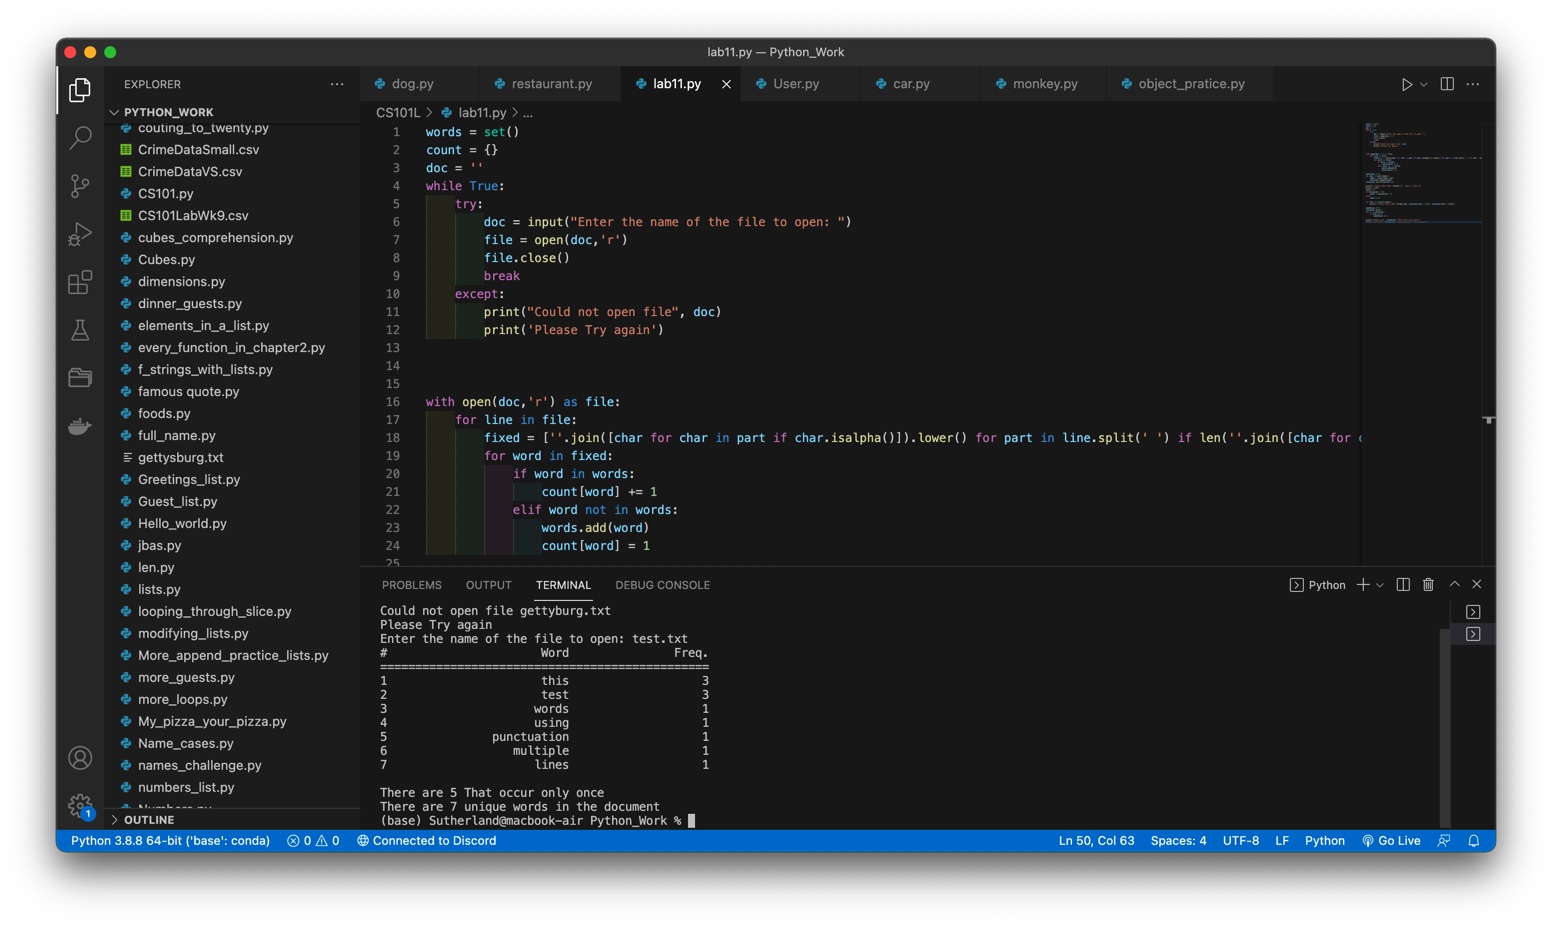 lab11.py — Python_Work
EXPLORER
dog.py
restaurant.py
lab11.py
User.py
car.py
monkey.py
object_pratice.py
PYTHON_WORK
couting_to_twenty.py
CrimeDataSmall.csv
CrimeDataVS.csv
CS101.py
CS101LabWk9.csv
cubes_comprehension.py
Cubes.py
dimensions.py
dinner_guests.py
elements_in_a_list.py
every_function_in_chapter2.py
f_strings_with_lists.py
famous quote.py
foods.py
full_name.py
gettysburg.txt
Greetings_list.py
Guest_list.py
Hello_world.py
jbas.py
len.py
lists.py
looping_through_slice.py
modifying_lists.py
More_append_practice_lists.py
more_guests.py
more_loops.py
My_pizza_your_pizza.py
Name_cases.py
names_challenge.py
numbers_list.py
Numbers.py
OUTLINE
CS101L > lab11.py > ...
1 words = set()
2 count = {}
3 doc = ''
4 while True:
5 try:
6 doc = input("Enter the name of the file to open: ")
7 file = open(doc,'r')
8 file.close()
9 break
10 except:
11 print("Could not open file", doc)
12 print('Please Try again')
13
14
15
16 with open(doc,'r') as file:
17 for line in file:
18 fixed = [''.join([char for char in part if char.isalpha()]).lower() for part in line.split(' ') if len(''.join([char for c
19 for word in fixed:
20 if word in words:
21 count[word] += 1
22 elif word not in words:
23 words.add(word)
24 count[word] = 1
25
PROBLEMS OUTPUT TERMINAL DEBUG CONSOLE
Python
Could not open file gettyburg.txt
Please Try again
Enter the name of the file to open: test.txt
# Word Freq.
===============================================
1 this 3
2 test 3
3 words 1
4 using 1
5 punctuation 1
6 multiple 1
7 lines 1
There are 5 That occur only once
There are 7 unique words in the document
(base) Sutherland@macbook-air Python_Work %
1
Python 3.8.8 64-bit ('base': conda) 0 0 Connected to Discord
Ln 50, Col 63 Spaces: 4 UTF-8 LF Python Go Live